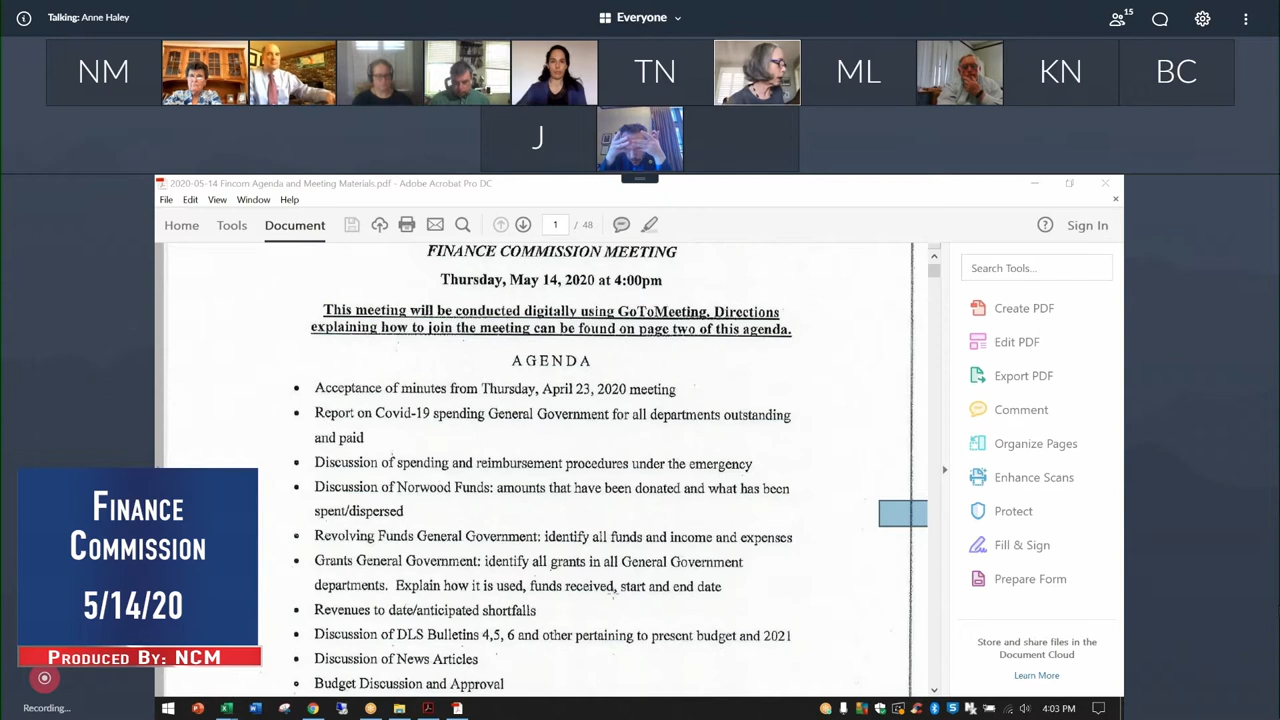 Talking: Anne Haley
Everyone
15
NM
TN
ML
KN
BC
J
2020-05-14 Fincom Agenda and Meeting Materials.pdf - Adobe Acrobat Pro DC
File Edit View Window Help
Home Tools Document
1 / 48
Sign In
FINANCE COMMISSION MEETING
Thursday, May 14, 2020 at 4:00pm
This meeting will be conducted digitally using GoToMeeting. Directions
explaining how to join the meeting can be found on page two of this agenda.
AGENDA
• Acceptance of minutes from Thursday, April 23, 2020 meeting
• Report on Covid-19 spending General Government for all departments outstanding
and paid
• Discussion of spending and reimbursement procedures under the emergency
• Discussion of Norwood Funds: amounts that have been donated and what has been
spent/dispersed
• Revolving Funds General Government: identify all funds and income and expenses
• Grants General Government: identify all grants in all General Government
departments. Explain how it is used, funds received, start and end date
• Revenues to date/anticipated shortfalls
• Discussion of DLS Bulletins 4,5, 6 and other pertaining to present budget and 2021
• Discussion of News Articles
• Budget Discussion and Approval
Search Tools...
Create PDF
Edit PDF
Export PDF
Comment
Organize Pages
Enhance Scans
Protect
Fill & Sign
Prepare Form
Store and share files in the
Document Cloud
Learn More
FINANCE
COMMISSION
5/14/20
PRODUCED BY: NCM
Recording...
4:03 PM